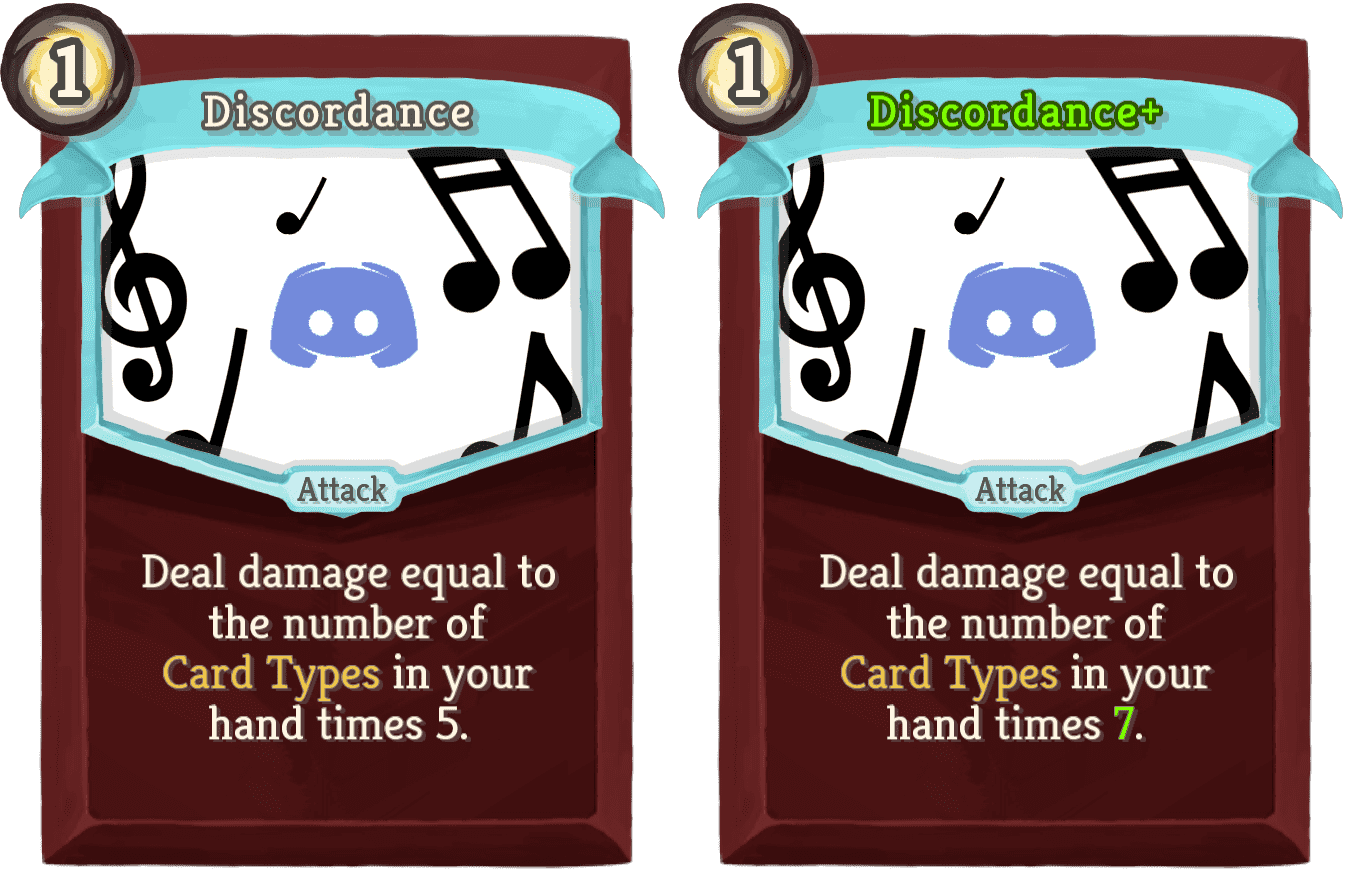 1
Discordance
Attack
Deal damage equal to
the number of
Card Types in your
hand times 5.
1
Discordance+
Attack
Deal damage equal to
the number of
Card Types in your
hand times 7.